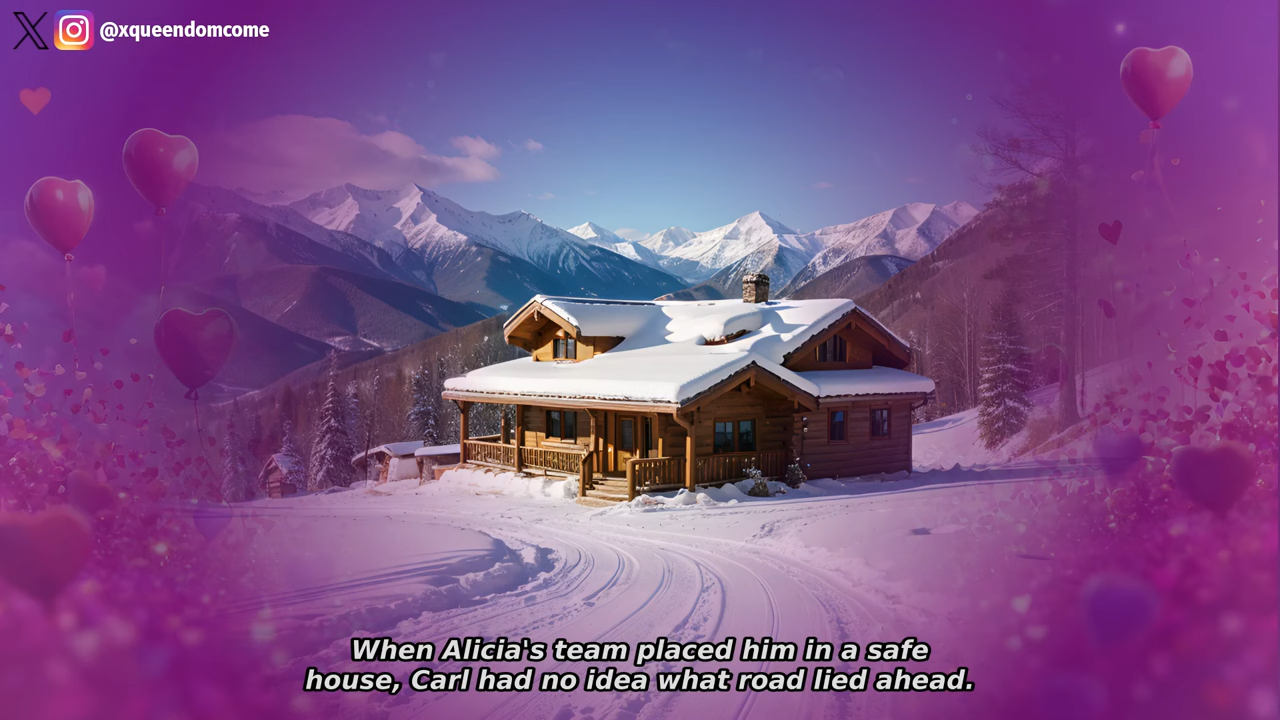 @xqueendomcome
When Alicia's team placed him in a safe
house, Carl had no idea what road lied ahead.